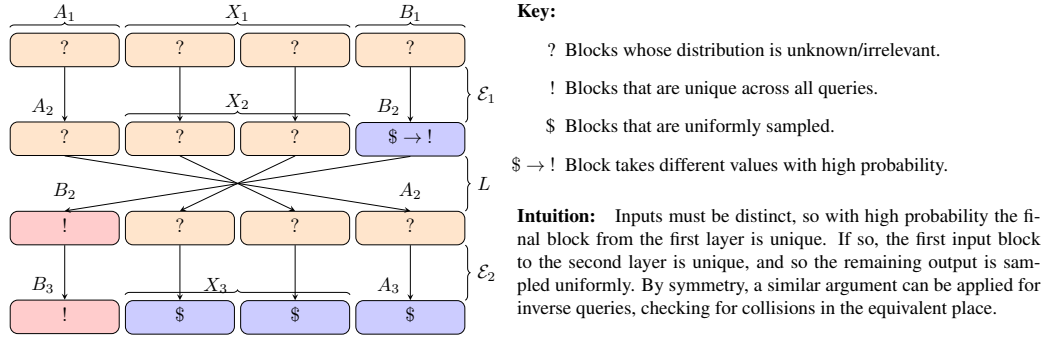 A₁ X₁ B₁
? ? ? ?
ℰ₁
A₂ X₂ B₂
? ? ? $ → !
L
B₂ A₂
! ? ? ?
ℰ₂
B₃ X₃ A₃
! $ $ $
Key:
? Blocks whose distribution is unknown/irrelevant.
! Blocks that are unique across all queries.
$ Blocks that are uniformly sampled.
$ → ! Block takes different values with high probability.
Intuition: Inputs must be distinct, so with high probability the fi-
nal block from the first layer is unique. If so, the first input block
to the second layer is unique, and so the remaining output is sam-
pled uniformly. By symmetry, a similar argument can be applied for
inverse queries, checking for collisions in the equivalent place.